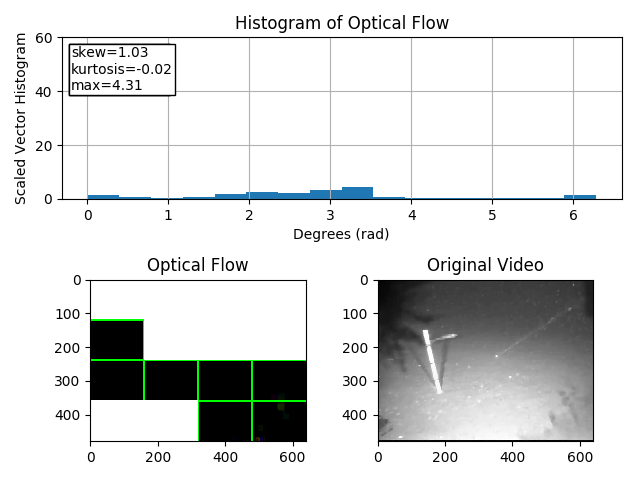 Histogram of Optical Flow
60
40
20
0
Scaled Vector Histogram
skew=1.03
kurtosis=-0.02
max=4.31
0 1 2 3 4 5 6
Degrees (rad)
Optical Flow
0
100
200
300
400
0 200 400 600
Original Video
0
100
200
300
400
0 200 400 600